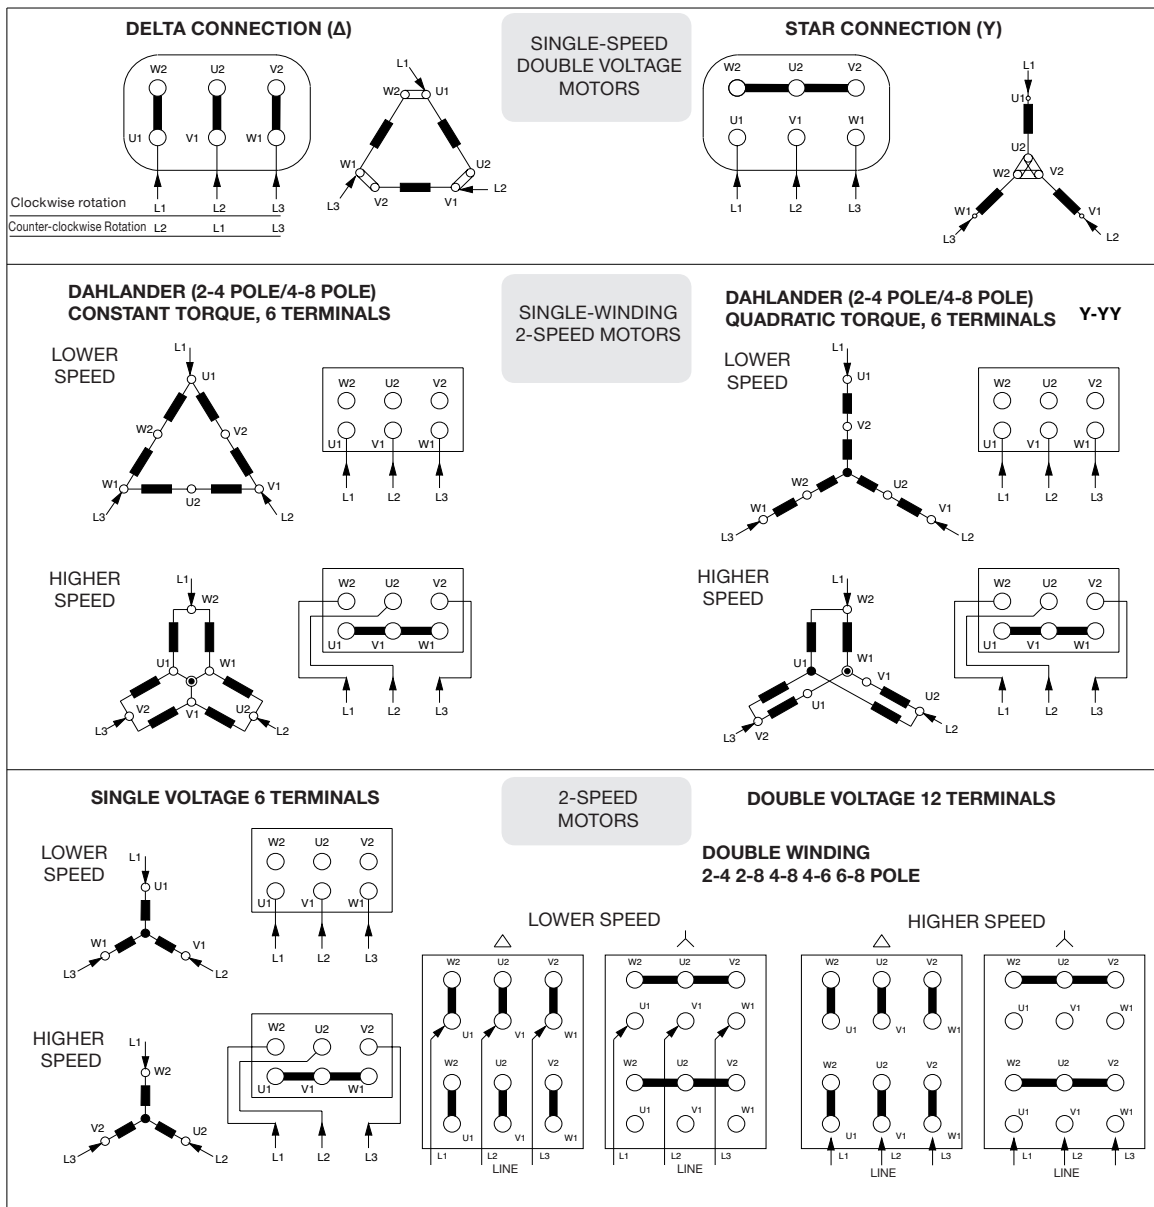 DELTA CONNECTION (Δ)
SINGLE-SPEED
DOUBLE VOLTAGE
MOTORS
STAR CONNECTION (Y)
W2 U2 V2
U1 V1 W1
L1 L2 L3
Clockwise rotation
Counter-clockwise Rotation L2 L1 L3
L1
W2 U1
W1 U2
L3 V2 V1 L2
W2 U2 V2
U1 V1 W1
L1 L2 L3
L1
U1
U2
W2 V2
W1 V1
L3 L2
DAHLANDER (2-4 POLE/4-8 POLE)
CONSTANT TORQUE, 6 TERMINALS
SINGLE-WINDING
2-SPEED MOTORS
DAHLANDER (2-4 POLE/4-8 POLE)
QUADRATIC TORQUE, 6 TERMINALS Y-YY
LOWER
SPEED
L1
U1
W2 V2
W1 U2 V1
L3 L2
W2 U2 V2
U1 V1 W1
L1 L2 L3
LOWER
SPEED
L1
U1
V2
W2 U2
W1 V1
L3 L2
W2 U2 V2
U1 V1 W1
L1 L2 L3
HIGHER
SPEED
L1
W2
U1 W1
V2 V1 U2
L3 L2
W2 U2 V2
U1 V1 W1
L1 L2 L3
HIGHER
SPEED
L1
W2
U1 W1
V1
U1 U2
L3 V2 L2
W2 U2 V2
U1 V1 W1
L1 L2 L3
SINGLE VOLTAGE 6 TERMINALS
2-SPEED
MOTORS
DOUBLE VOLTAGE 12 TERMINALS
DOUBLE WINDING
2-4 2-8 4-8 4-6 6-8 POLE
LOWER
SPEED
L1
U1
W1 V1
L3 L2
W2 U2 V2
U1 V1 W1
L1 L2 L3
HIGHER
SPEED
L1
W2
V2 U2
L3 L2
W2 U2 V2
U1 V1 W1
L1 L2 L3
LOWER SPEED
W2 U2 V2
U1 V1 W1
W2 U2 V2
U1 V1 W1
L1 L2 L3
LINE
W2 U2 V2
U1 V1 W1
W2 U2 V2
U1 V1 W1
L1 L2 L3
LINE
HIGHER SPEED
W2 U2 V2
U1 V1 W1
W2 U2 V2
U1 V1 W1
L1 L2 L3
LINE
W2 U2 V2
U1 V1 W1
W2 U2 V2
U1 V1 W1
L1 L2 L3
LINE